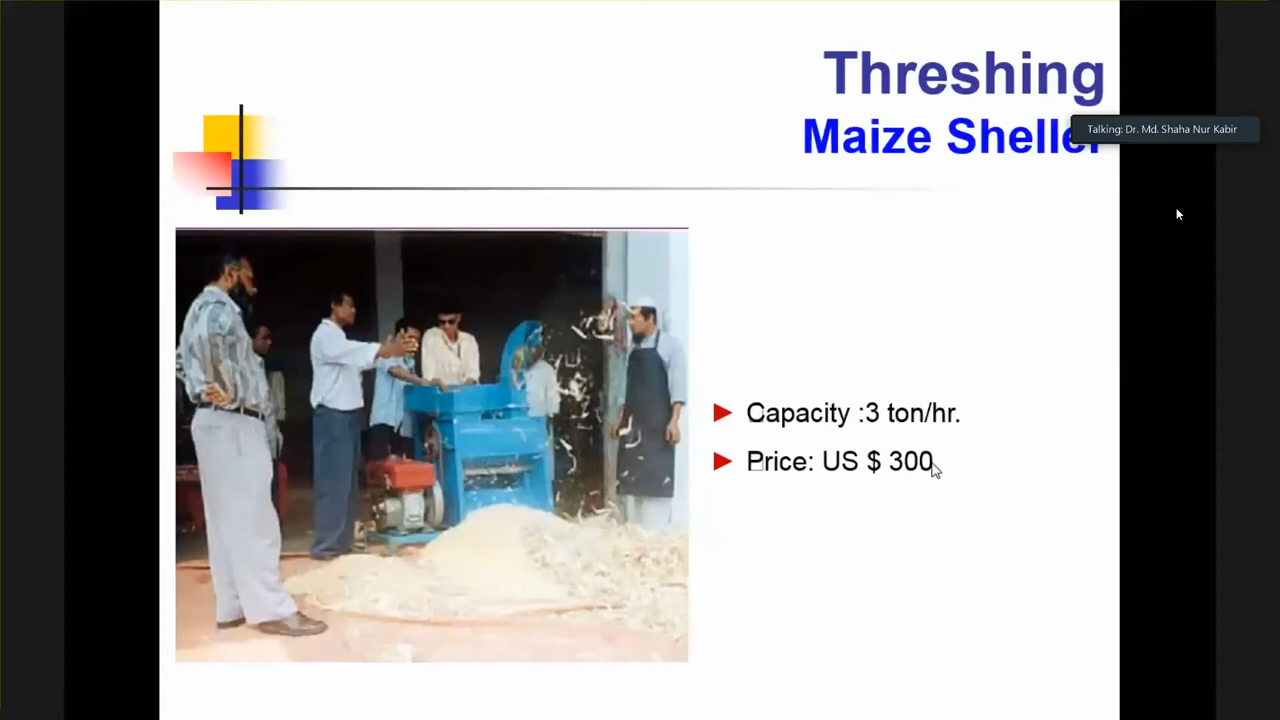 Threshing
Maize Sheller
Talking: Dr. Md. Shaha Nur Kabir
Capacity :3 ton/hr.
Price: US $ 300